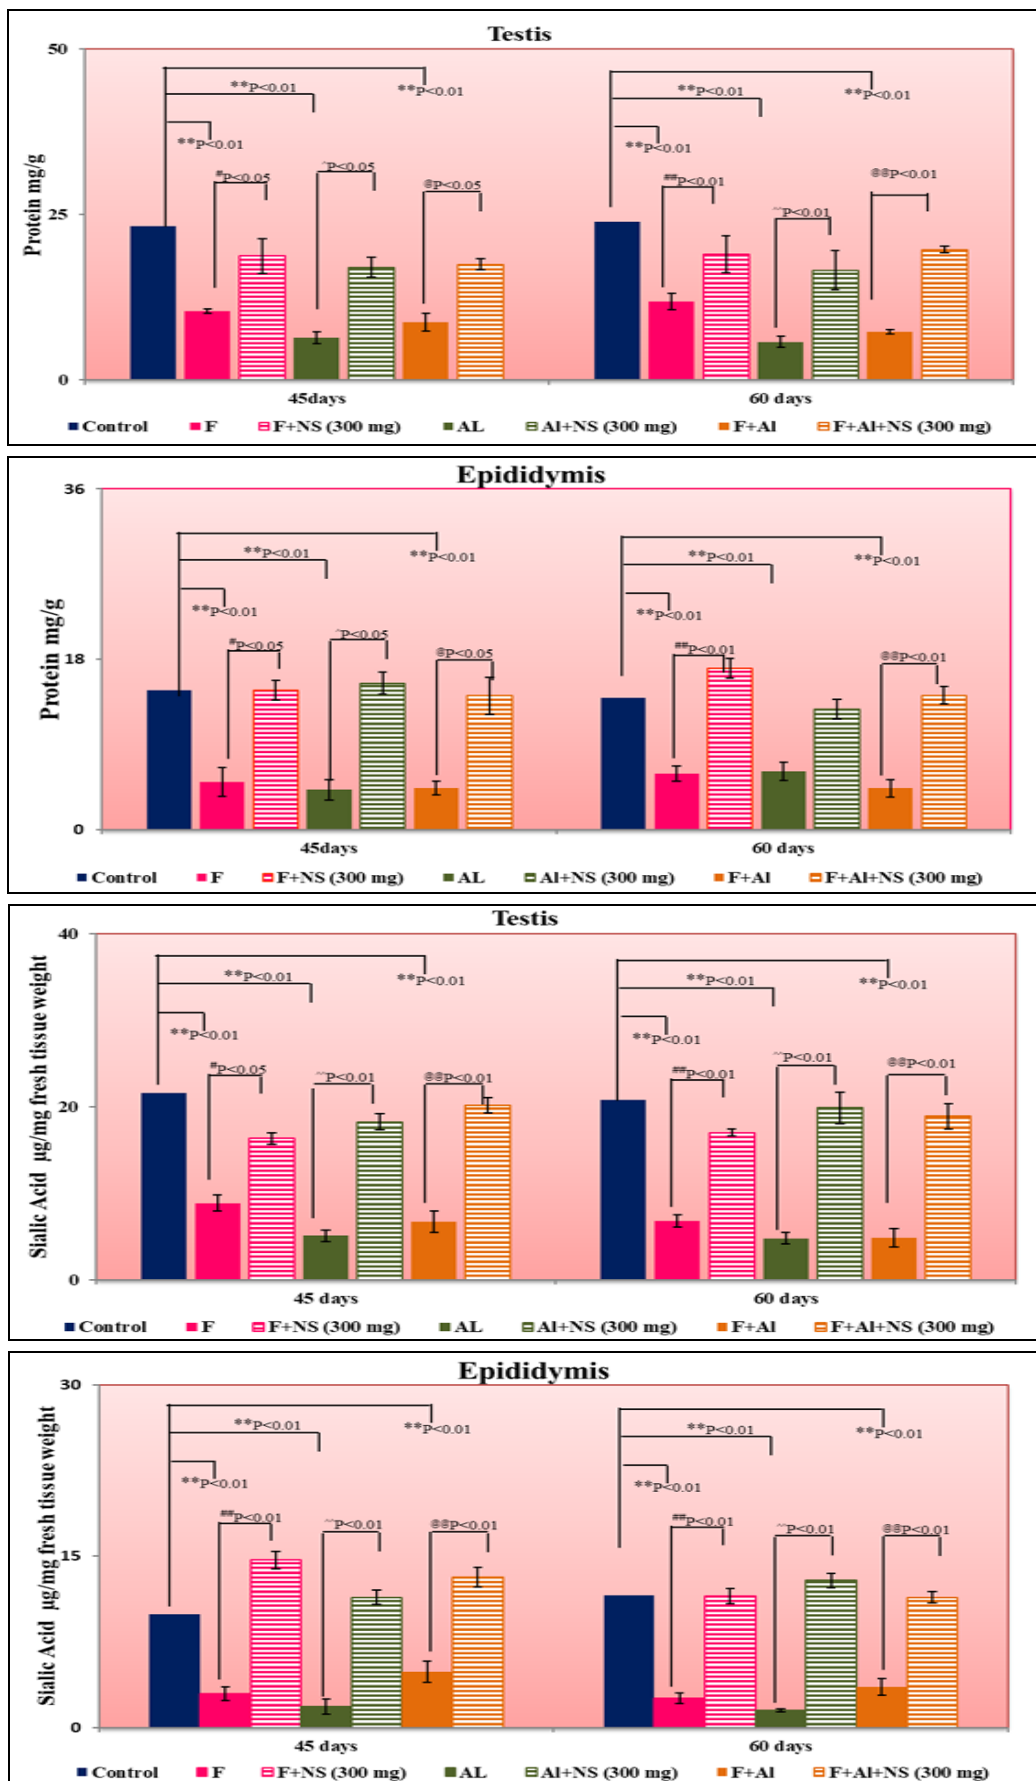 Testis
50
**P<0.01
**P<0.01
**P<0.01
**P<0.01
**P<0.01
**P<0.01
#P<0.05
^P<0.05
@P<0.05
##P<0.01
^^P<0.01
@@P<0.01
Protein mg/g
25
0
45days
60 days
Control
F
F+NS (300 mg)
AL
Al+NS (300 mg)
F+Al
F+Al+NS (300 mg)
Epididymis
36
**P<0.01
**P<0.01
**P<0.01
**P<0.01
**P<0.01
**P<0.01
#P<0.05
^P<0.05
@P<0.05
##P<0.01
@@P<0.01
Protein mg/g
18
0
45days
60 days
Control
F
F+NS (300 mg)
AL
Al+NS (300 mg)
F+Al
F+Al+NS (300 mg)
Testis
40
**P<0.01
**P<0.01
**P<0.01
**P<0.01
**P<0.01
**P<0.01
#P<0.05
^^P<0.01
@@P<0.01
##P<0.01
^^P<0.01
@@P<0.01
Sialic Acid µg/mg fresh tissue weight
20
0
45 days
60 days
Control
F
F+NS (300 mg)
AL
Al+NS (300 mg)
F+Al
F+Al+NS (300 mg)
Epididymis
30
**P<0.01
**P<0.01
**P<0.01
**P<0.01
**P<0.01
**P<0.01
##P<0.01
^^P<0.01
@@P<0.01
##P<0.01
^^P<0.01
@@P<0.01
Sialic Acid µg/mg fresh tissue weight
15
0
45 days
60 days
Control
F
F+NS (300 mg)
AL
Al+NS (300 mg)
F+Al
F+Al+NS (300 mg)